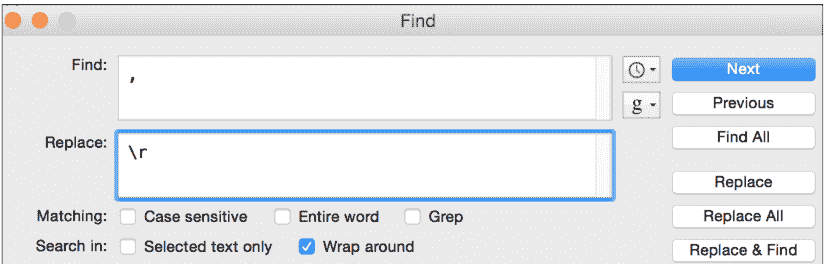 Find
Find:
,
g
Next
Previous
Find All
Replace:
\r
Replace
Matching:
Case sensitive
Entire word
Grep
Replace All
Search in:
Selected text only
Wrap around
Replace & Find